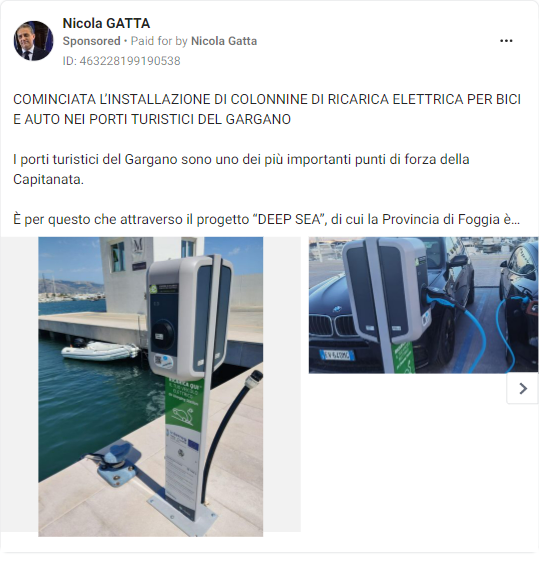 Nicola GATTA
Sponsored • Paid for by Nicola Gatta
ID: 463228199190538
COMINCIATA L'INSTALLAZIONE DI COLONNINE DI RICARICA ELETTRICA PER BICI
E AUTO NEI PORTI TURISTICI DEL GARGANO
I porti turistici del Gargano sono uno dei più importanti punti di forza della
Capitanata.
È per questo che attraverso il progetto “DEEP SEA”, di cui la Provincia di Foggia è...
RICARICA QUI